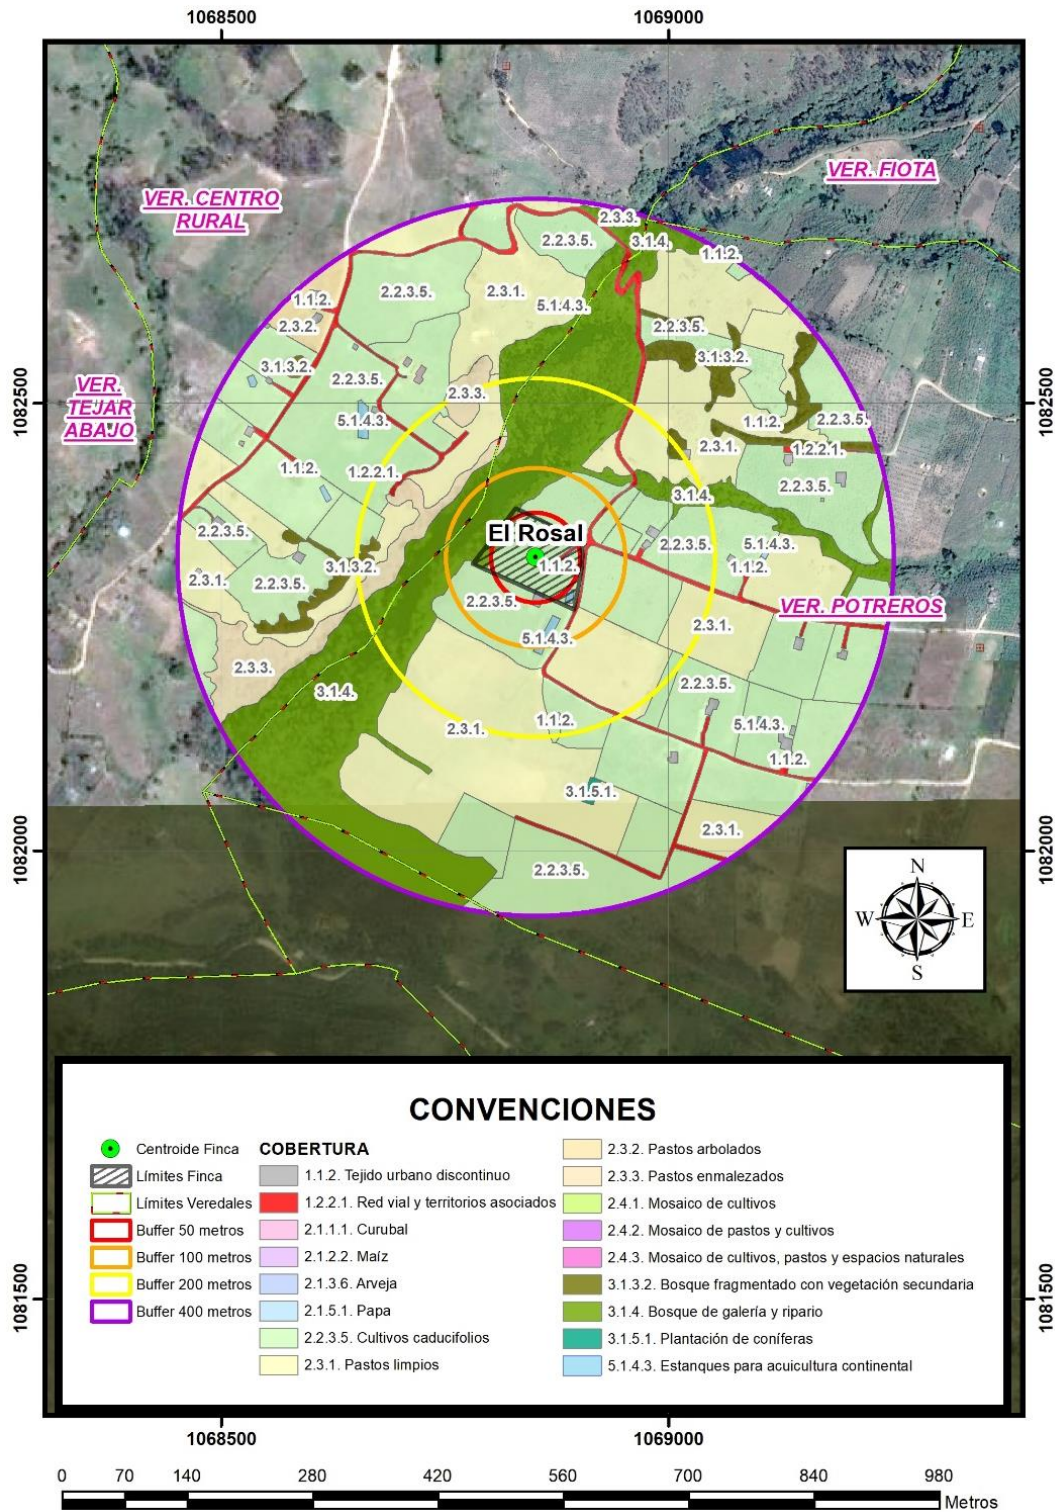 1068500 1069000
VER. CENTRO
RURAL
VER. FIOTA
VER.
TEJAR
ABAJO
VER. POTREROS
1082500 1082500
1082000 1082000
1081500 1081500
2.3.3.
2.2.3.5. 3.1.4.
1.1.2.
2.2.3.5. 2.3.1.
1.1.2. 5.1.4.3.
2.3.2. 2.2.3.5.
3.1.3.2. 3.1.3.2.
2.2.3.5.
2.3.3.
5.1.4.3. 1.1.2. 2.2.3.5.
2.3.1. 1.2.2.1.
1.1.2. 1.2.2.1. 2.2.3.5.
3.1.4.
2.2.3.5. El Rosal 2.2.3.5. 5.1.4.3.
3.1.3.2. 1.1.2. 1.1.2.
2.3.1. 2.2.3.5.
2.2.3.5.
5.1.4.3. 2.3.1.
2.3.3.
3.1.4. 2.2.3.5.
2.3.1. 1.1.2. 5.1.4.3.
1.1.2.
3.1.5.1.
2.3.1.
2.2.3.5.
N
W E
S
CONVENCIONES
Centroide Finca
Límites Finca
Límites Veredales
Buffer 50 metros
Buffer 100 metros
Buffer 200 metros
Buffer 400 metros
COBERTURA
1.1.2. Tejido urbano discontinuo
1.2.2.1. Red vial y territorios asociados
2.1.1.1. Curubal
2.1.2.2. Maíz
2.1.3.6. Arveja
2.1.5.1. Papa
2.2.3.5. Cultivos caducifolios
2.3.1. Pastos limpios
2.3.2. Pastos arbolados
2.3.3. Pastos enmalezados
2.4.1. Mosaico de cultivos
2.4.2. Mosaico de pastos y cultivos
2.4.3. Mosaico de cultivos, pastos y espacios naturales
3.1.3.2. Bosque fragmentado con vegetación secundaria
3.1.4. Bosque de galería y ripario
3.1.5.1. Plantación de coníferas
5.1.4.3. Estanques para acuicultura continental
1068500 1069000
0 70 140 280 420 560 700 840 980
Metros